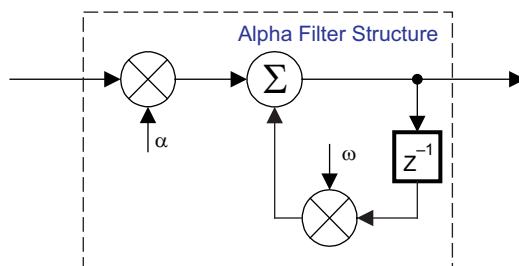 Alpha Filter Structure
Σ
α
ω
Z⁻¹